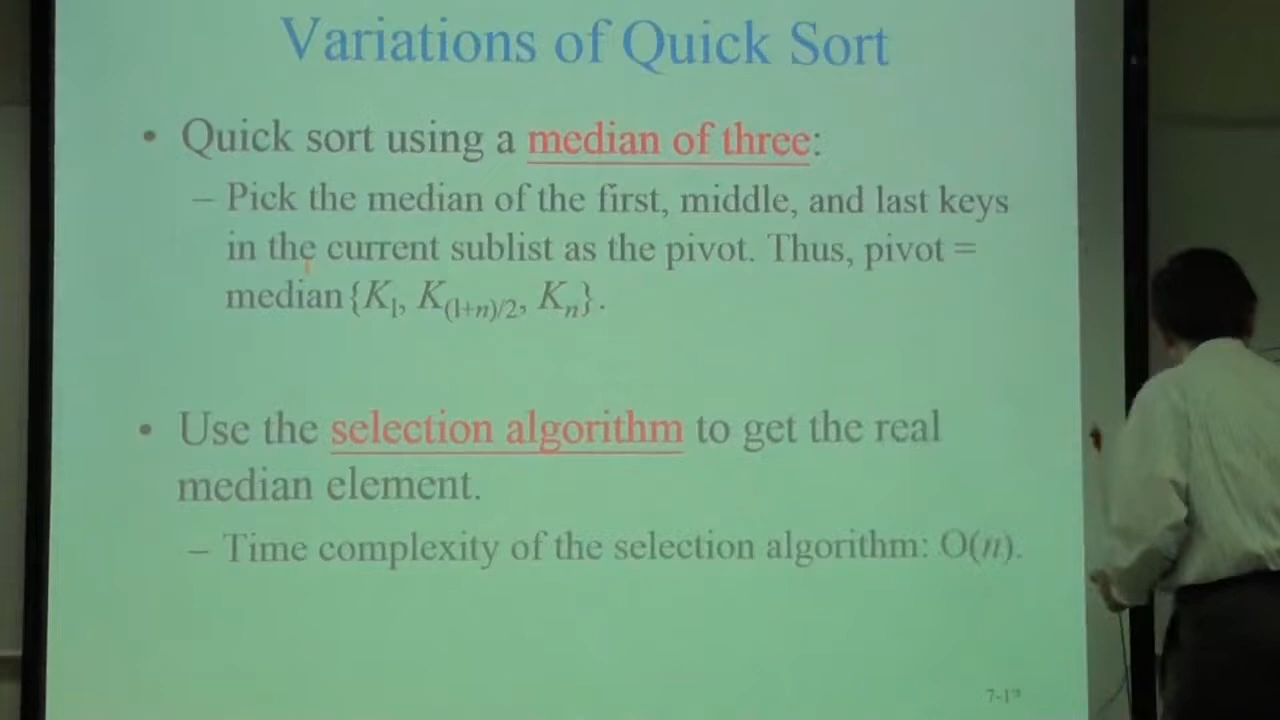 Variations of Quick Sort
• Quick sort using a median of three:
– Pick the median of the first, middle, and last keys
in the current sublist as the pivot. Thus, pivot =
median{K₁, K₍₁₊ₙ₎/₂, Kₙ}.
• Use the selection algorithm to get the real
median element.
– Time complexity of the selection algorithm: O(n).